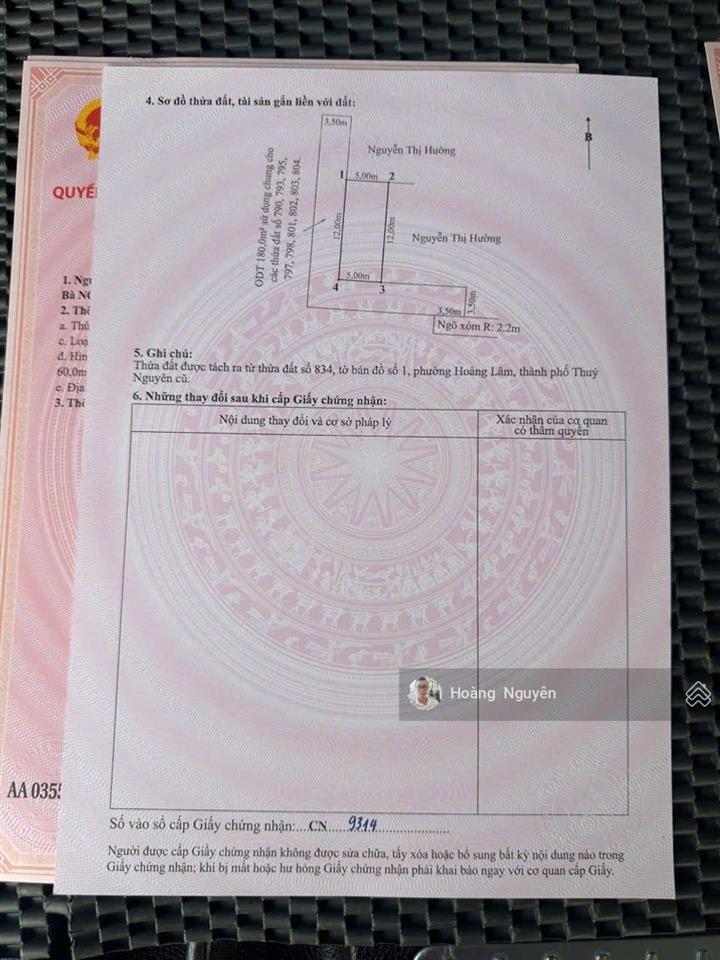 4. Sơ đồ thửa đất, tài sản gắn liền với đất:
3,50m
B
Nguyễn Thị Hường
1
5,00m
2
ODT 180,0m² sử dụng chung cho
các thửa đất số 790, 793, 795,
797, 798, 801, 802, 803, 804.
12,00m
12,00m
Nguyễn Thị Hường
5,00m
4
3
3,50m
3,50m
Ngõ xóm R: 2.2m
QUYỀ
1. Ngư
Bà NG
2. Thử
a. Thử
c. Loạ
đ. Hìn
60,0m
e. Địa
3. Thô
5. Ghi chú:
Thửa đất được tách ra từ thửa đất số 834, tờ bản đồ số 1, phường Hoàng Lâm, thành phố Thuỷ
Nguyên cũ.
6. Những thay đổi sau khi cấp Giấy chứng nhận:
Nội dung thay đổi và cơ sở pháp lý
Xác nhận của cơ quan
có thẩm quyền
Hoàng Nguyên
AA 0355
Số vào sổ cấp Giấy chứng nhận:...CN....9314......................
Người được cấp Giấy chứng nhận không được sửa chữa, tẩy xóa hoặc bổ sung bất kỳ nội dung nào trong
Giấy chứng nhận; khi bị mất hoặc hư hỏng Giấy chứng nhận phải khai báo ngay với cơ quan cấp Giấy.